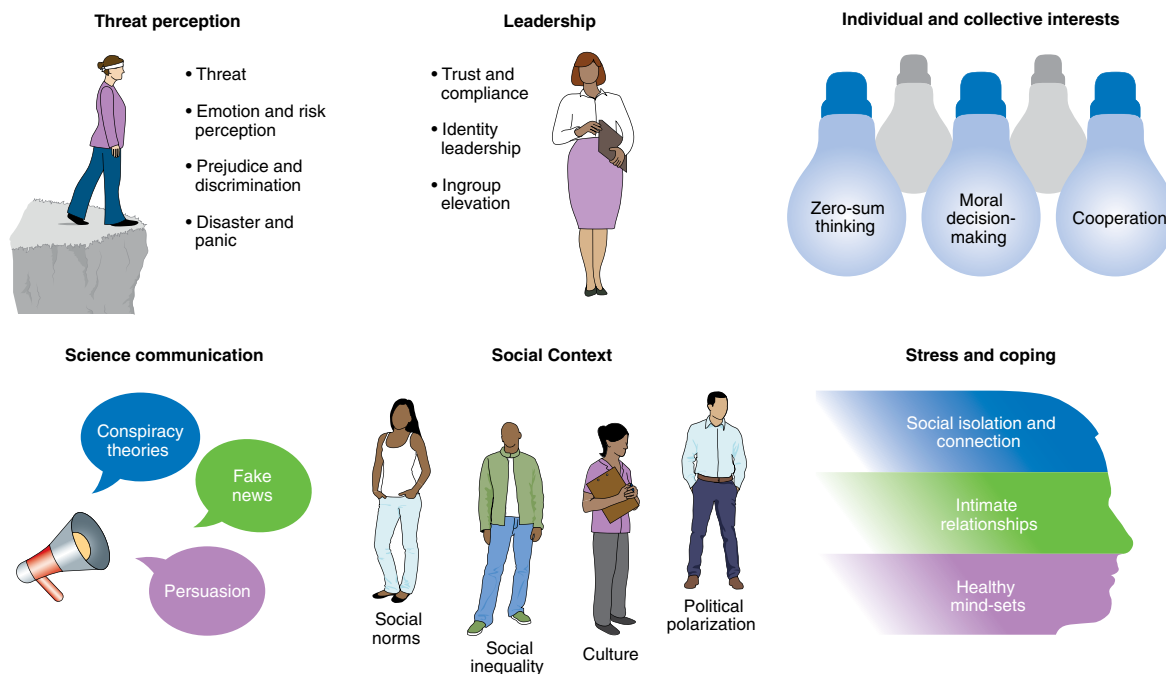 Threat perception
• Threat
• Emotion and risk
perception
• Prejudice and
discrimination
• Disaster and
panic
Leadership
• Trust and
compliance
• Identity
leadership
• Ingroup
elevation
Individual and collective interests
Zero-sum
thinking
Moral
decision-
making
Cooperation
Science communication
Conspiracy
theories
Fake
news
Persuasion
Social Context
Social
norms
Social
inequality
Culture
Political
polarization
Stress and coping
Social isolation and
connection
Intimate
relationships
Healthy
mind-sets